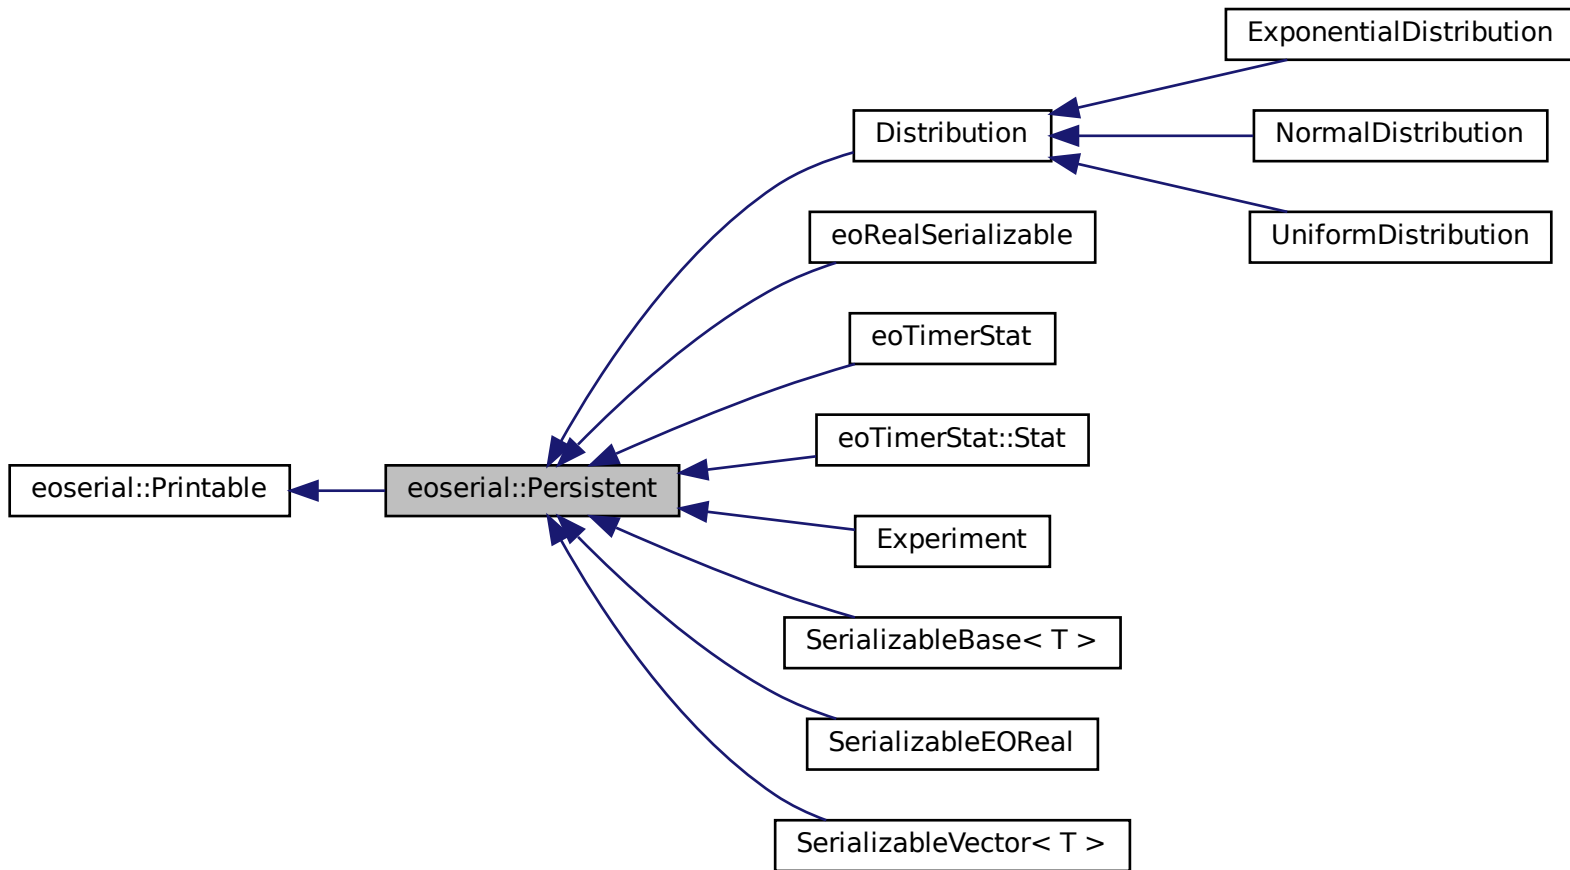 ExponentialDistribution
Distribution
NormalDistribution
eoRealSerializable
UniformDistribution
eoTimerStat
eoTimerStat::Stat
eoserial::Printable
eoserial::Persistent
Experiment
SerializableBase< T >
SerializableEOReal
SerializableVector< T >